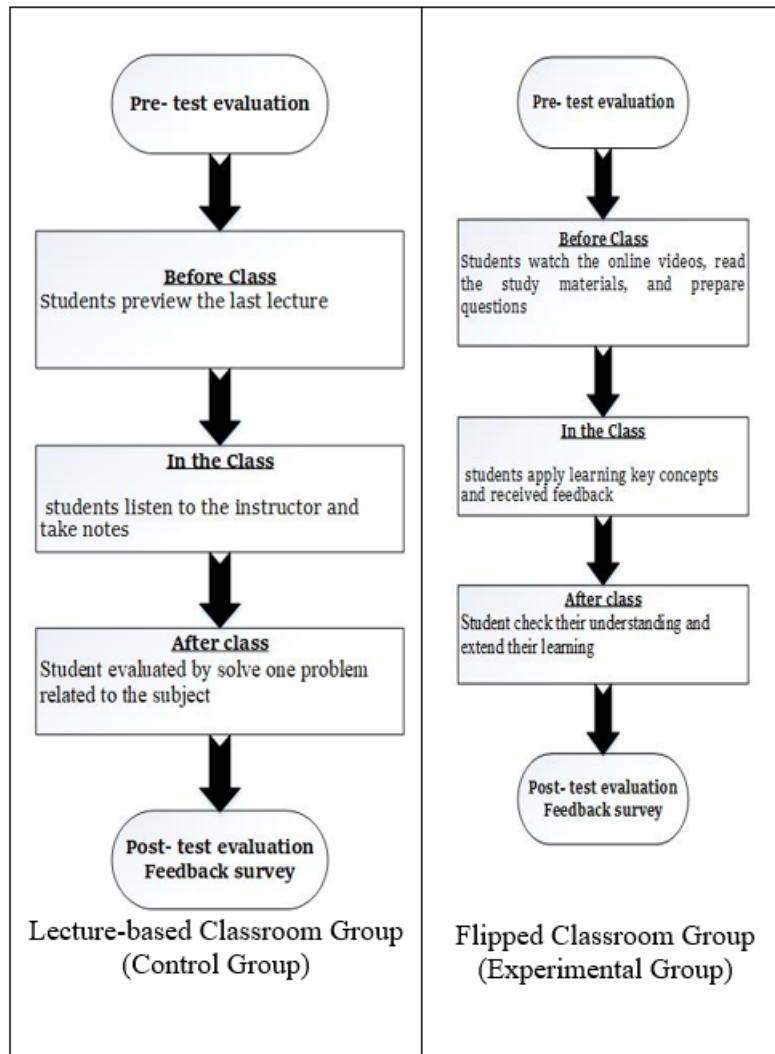 Pre- test evaluation
Before Class
Students preview the last lecture
In the Class
students listen to the instructor and
take notes
After class
Student evaluated by solve one problem
related to the subject
Post- test evaluation
Feedback survey
Lecture-based Classroom Group
(Control Group)
Pre- test evaluation
Before Class
Students watch the online videos, read
the study materials, and prepare
questions
In the Class
students apply learning key concepts
and received feedback
After class
Student check their understanding and
extend their learning
Post- test evaluation
Feedback survey
Flipped Classroom Group
(Experimental Group)